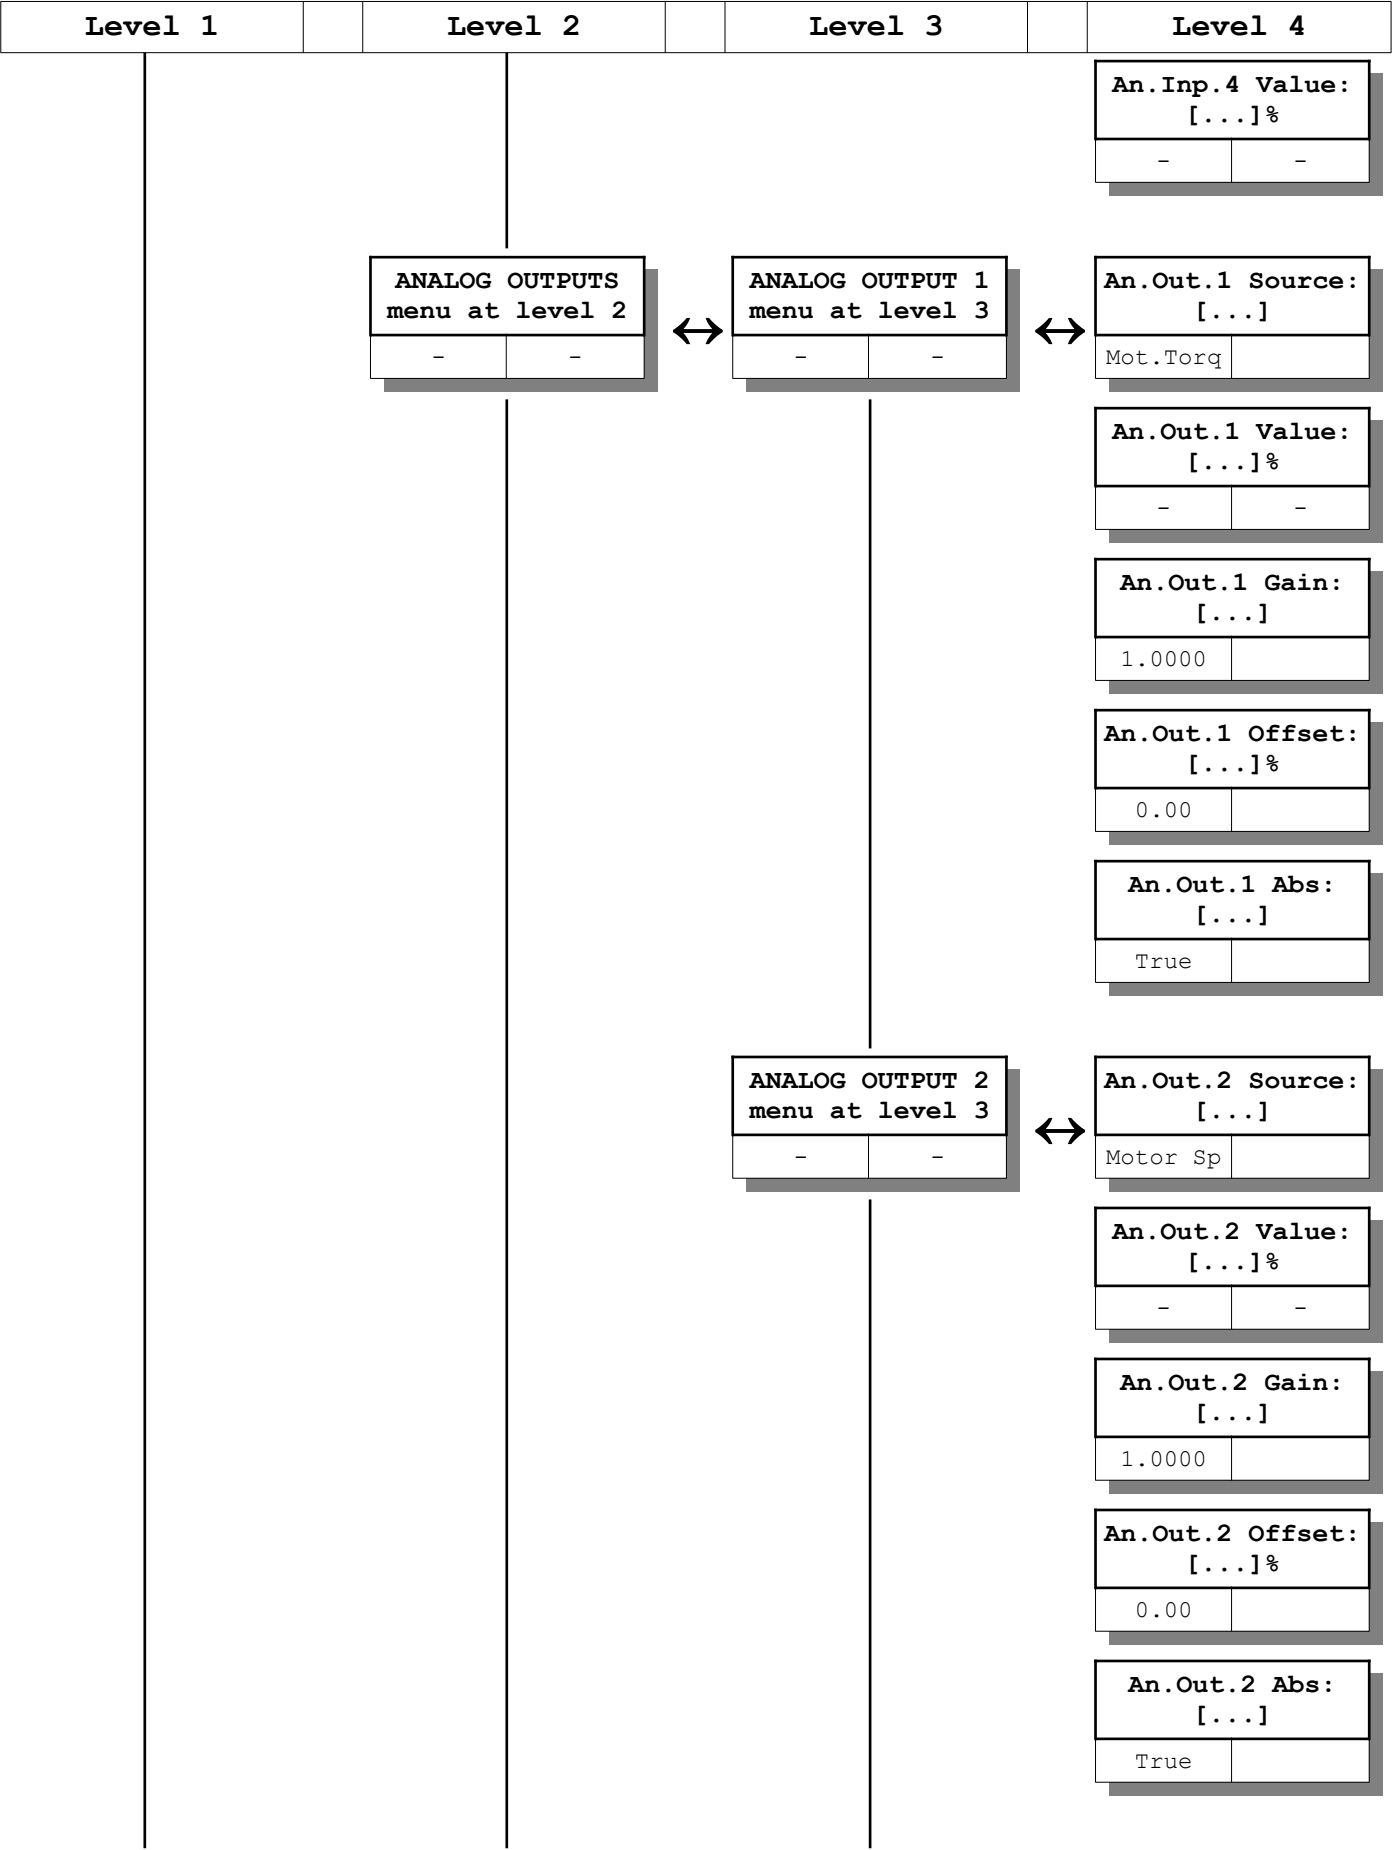 Level 1 Level 2 Level 3 Level 4
An.Inp.4 Value:
[...]%
- -
ANALOG OUTPUTS
menu at level 2
- -
ANALOG OUTPUT 1
menu at level 3
- -
An.Out.1 Source:
[...]
Mot.Torq
An.Out.1 Value:
[...]%
- -
An.Out.1 Gain:
[...]
1.0000
An.Out.1 Offset:
[...]%
0.00
An.Out.1 Abs:
[...]
True
ANALOG OUTPUT 2
menu at level 3
- -
An.Out.2 Source:
[...]
Motor Sp
An.Out.2 Value:
[...]%
- -
An.Out.2 Gain:
[...]
1.0000
An.Out.2 Offset:
[...]%
0.00
An.Out.2 Abs:
[...]
True